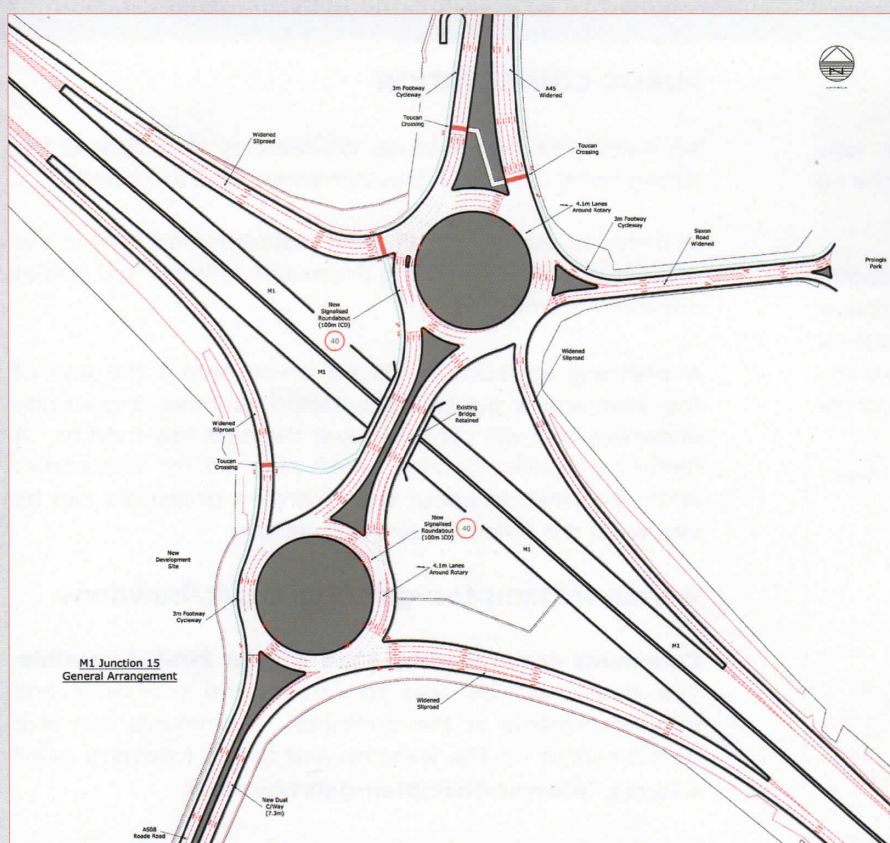 A45
Widened
3m Footway
Cycleway
Toucan
Crossing
Widened
Sliproad
Toucan
Crossing
4.1m Lanes
Around Rotary
3m Footway
Cycleway
Saxon
Road
Widened
Proingis
Park
M1
New
Signalised
Roundabout
(100m ICD)
40
M1
Widened
Sliproad
Widened
Sliproad
Existing
Bridge
Retained
Toucan
Crossing
New
Signalised
Roundabout
(100m ICD)
40
M1
New
Development
Site
4.1m Lanes
Around Rotary
3m Footway
Cycleway
M1
M1 Junction 15
General Arrangement
Widened
Sliproad
New Dual
C/Way
(7.3m)
A508
Roade Road
N